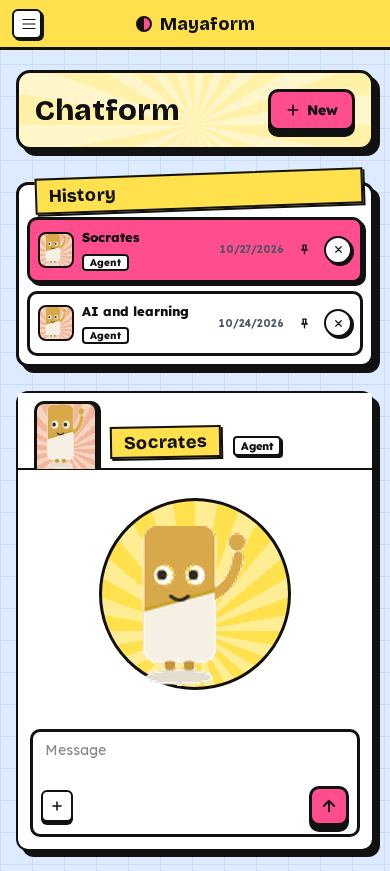 Mayaform
Chatform
New
History
Socrates
10/27/2026
Agent
AI and learning
10/24/2026
Agent
Socrates
Agent
Message